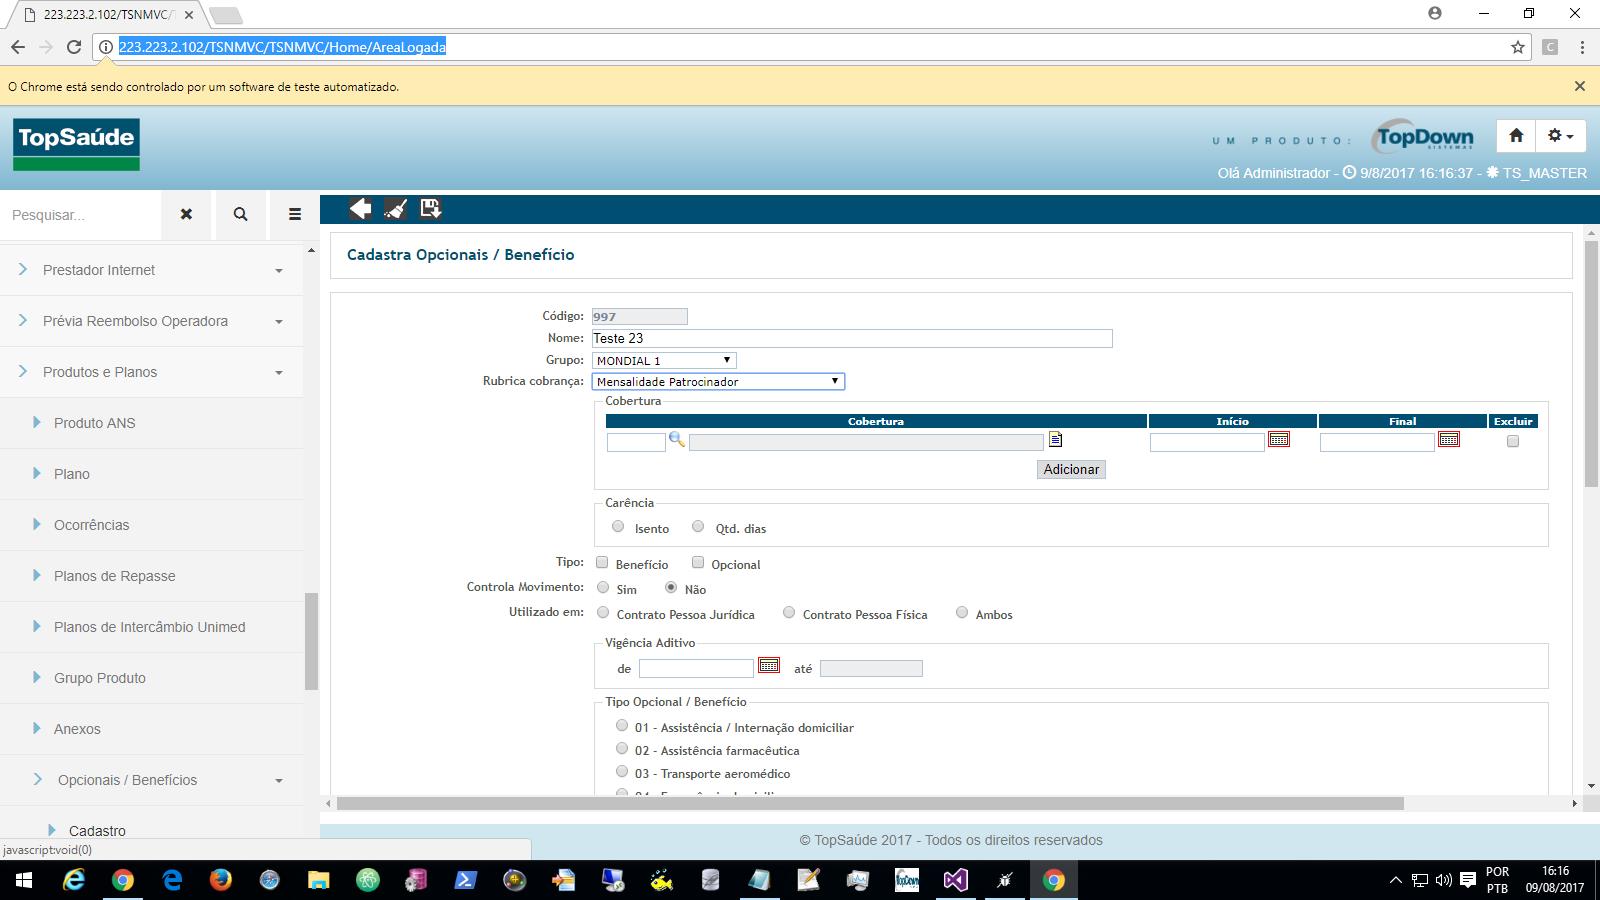 223.223.2.102/TSNMVC/T
223.223.2.102/TSNMVC/TSNMVC/Home/AreaLogada
C
O Chrome está sendo controlado por um software de teste automatizado.
TopSaúde
UM PRODUTO:
TopDown
SISTEMAS
Olá Administrador - 9/8/2017 16:16:37 - TS_MASTER
Pesquisar...
Prestador Internet
Prévia Reembolso Operadora
Produtos e Planos
Produto ANS
Plano
Ocorrências
Planos de Repasse
Planos de Intercâmbio Unimed
Grupo Produto
Anexos
Opcionais / Benefícios
Cadastro
javascript:void(0)
Cadastra Opcionais / Benefício
Código: 997
Nome: Teste 23
Grupo: MONDIAL 1
Rubrica cobrança: Mensalidade Patrocinador
Cobertura
Cobertura Início Final Excluir
Adicionar
Carência
Isento Qtd. dias
Tipo: Benefício Opcional
Controla Movimento: Sim Não
Utilizado em: Contrato Pessoa Jurídica Contrato Pessoa Física Ambos
Vigência Aditivo
de até
Tipo Opcional / Benefício
01 - Assistência / Internação domiciliar
02 - Assistência farmacêutica
03 - Transporte aeromédico
© TopSaúde 2017 - Todos os direitos reservados
TopDown
POR
PTB
16:16
09/08/2017